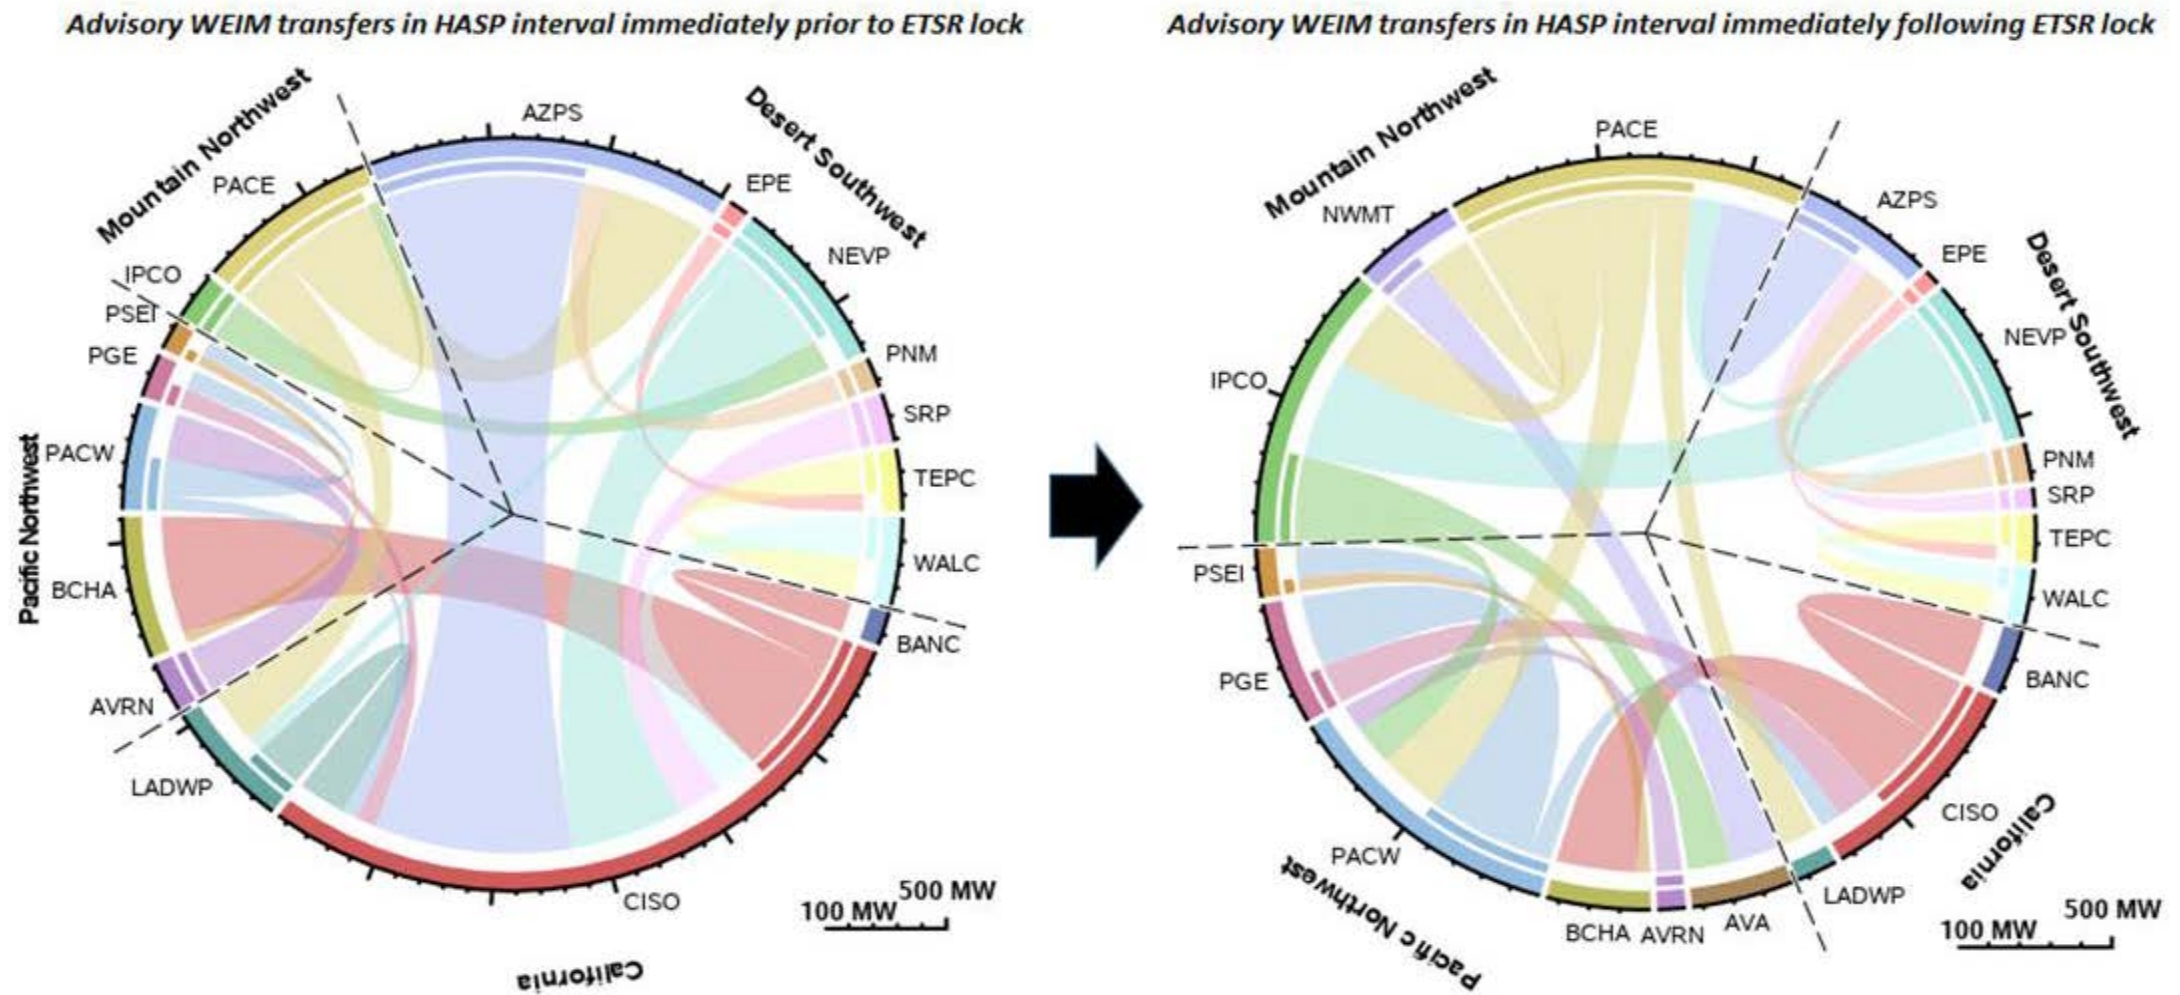 Advisory WEIM transfers in HASP interval immediately prior to ETSR lock
Mountain Northwest
Desert Southwest
Pacific Northwest
California
AZPS
EPE
NEVP
PNM
SRP
TEPC
WALC
BANC
CISO
LADWP
AVRN
BCHA
PACW
PGE
PSEI
IPCO
PACE
100 MW
500 MW
Advisory WEIM transfers in HASP interval immediately following ETSR lock
Mountain Northwest
Desert Southwest
California
Pacific Northwest
PACE
AZPS
EPE
NEVP
PNM
SRP
TEPC
WALC
BANC
CISO
LADWP
AVA
AVRN
BCHA
PACW
PGE
PSEI
IPCO
NWMT
100 MW
500 MW